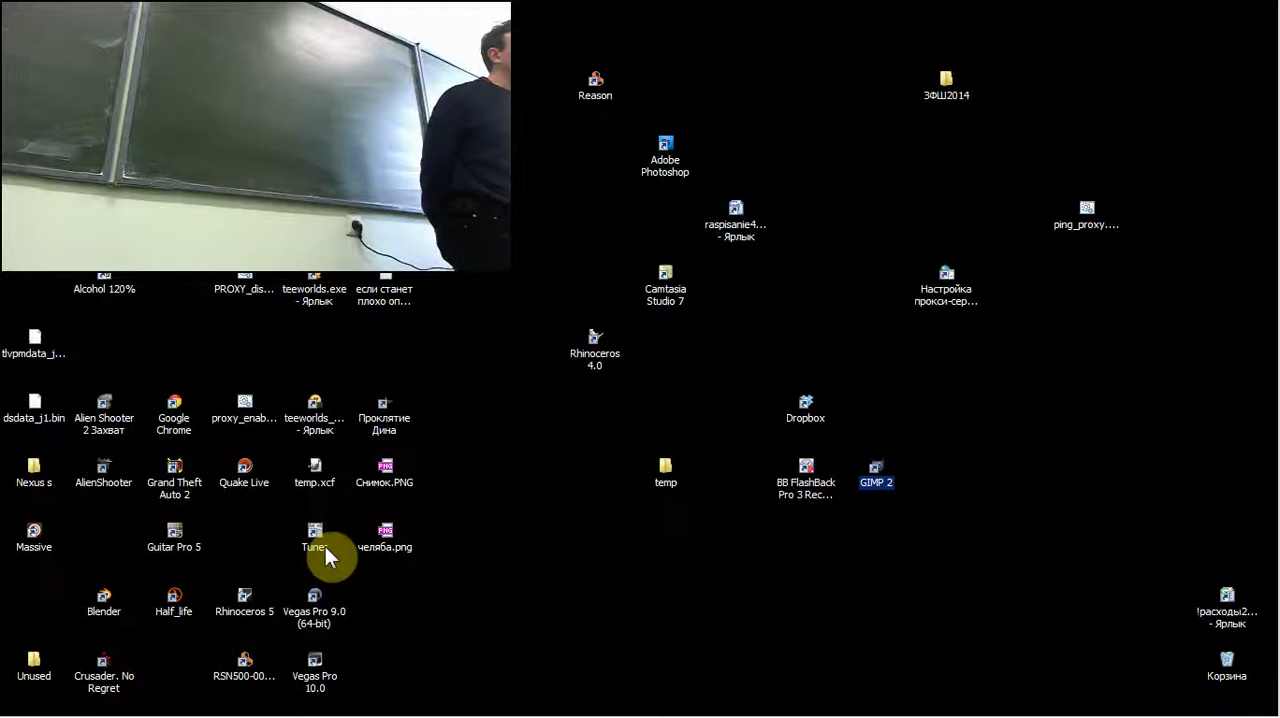 Reason
ЗФШ2014
Adobe
Photoshop
raspisanie4...
- Ярлык
ping_proxy....
Alcohol 120%
PROXY_dis...
teeworlds.exe
- Ярлык
если станет
плохо оп...
Camtasia
Studio 7
Настройка
прокси-сер...
tlvpmdata_j...
Rhinoceros
4.0
dsdata_j1.bin
Alien Shooter
2 Захват
Google
Chrome
proxy_enab...
teeworlds_...
- Ярлык
Проклятие
Дина
Dropbox
Nexus s
AlienShooter
Grand Theft
Auto 2
Quake Live
temp.xcf
PNG
Снимок.PNG
temp
BB FlashBack
Pro 3 Rec...
GIMP 2
Massive
Guitar Pro 5
PNG
челяба.png
Blender
Half_life
Rhinoceros 5
Vegas Pro 9.0
(64-bit)
!расходы2...
- Ярлык
Unused
Crusader. No
Regret
RSN500-00...
Vegas Pro
10.0
Корзина